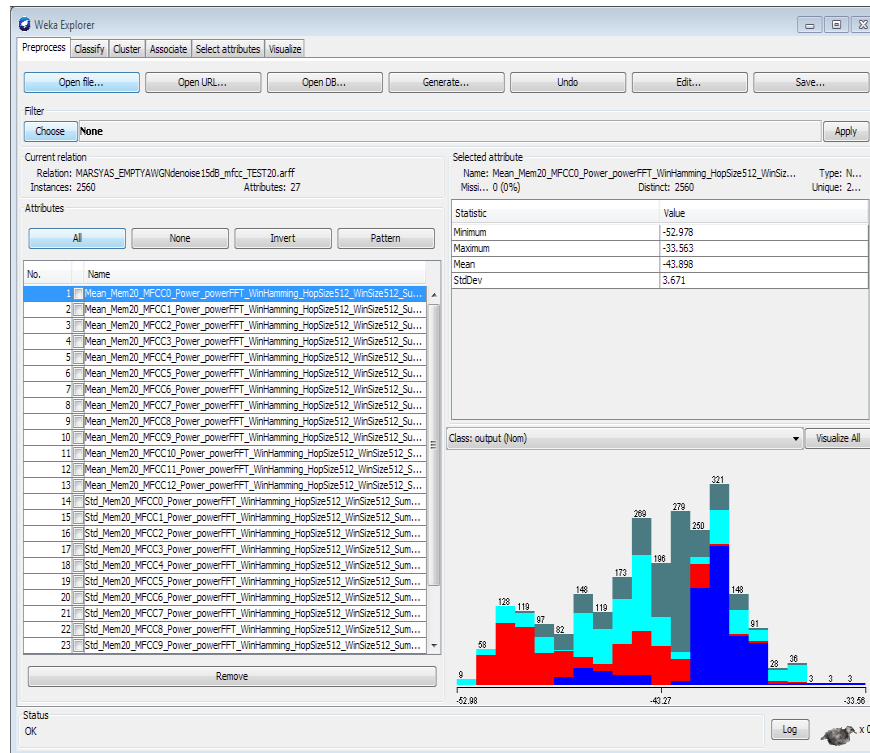 Weka Explorer
Preprocess Classify Cluster Associate Select attributes Visualize
Open file... Open URL... Open DB... Generate... Undo Edit... Save...
Filter
Choose None Apply
Current relation
Relation: MARSYAS_EMPTYAWGNdenoise15dB_mfcc_TEST20.arff
Instances: 2560 Attributes: 27
Attributes
All None Invert Pattern
No. Name
1 Mean_Mem20_MFCC0_Power_powerFFT_WinHamming_HopSize512_WinSize512_Su...
2 Mean_Mem20_MFCC1_Power_powerFFT_WinHamming_HopSize512_WinSize512_Su...
3 Mean_Mem20_MFCC2_Power_powerFFT_WinHamming_HopSize512_WinSize512_Su...
4 Mean_Mem20_MFCC3_Power_powerFFT_WinHamming_HopSize512_WinSize512_Su...
5 Mean_Mem20_MFCC4_Power_powerFFT_WinHamming_HopSize512_WinSize512_Su...
6 Mean_Mem20_MFCC5_Power_powerFFT_WinHamming_HopSize512_WinSize512_Su...
7 Mean_Mem20_MFCC6_Power_powerFFT_WinHamming_HopSize512_WinSize512_Su...
8 Mean_Mem20_MFCC7_Power_powerFFT_WinHamming_HopSize512_WinSize512_Su...
9 Mean_Mem20_MFCC8_Power_powerFFT_WinHamming_HopSize512_WinSize512_Su...
10 Mean_Mem20_MFCC9_Power_powerFFT_WinHamming_HopSize512_WinSize512_Su...
11 Mean_Mem20_MFCC10_Power_powerFFT_WinHamming_HopSize512_WinSize512_S...
12 Mean_Mem20_MFCC11_Power_powerFFT_WinHamming_HopSize512_WinSize512_S...
13 Mean_Mem20_MFCC12_Power_powerFFT_WinHamming_HopSize512_WinSize512_S...
14 Std_Mem20_MFCC0_Power_powerFFT_WinHamming_HopSize512_WinSize512_Sum...
15 Std_Mem20_MFCC1_Power_powerFFT_WinHamming_HopSize512_WinSize512_Sum...
16 Std_Mem20_MFCC2_Power_powerFFT_WinHamming_HopSize512_WinSize512_Sum...
17 Std_Mem20_MFCC3_Power_powerFFT_WinHamming_HopSize512_WinSize512_Sum...
18 Std_Mem20_MFCC4_Power_powerFFT_WinHamming_HopSize512_WinSize512_Sum...
19 Std_Mem20_MFCC5_Power_powerFFT_WinHamming_HopSize512_WinSize512_Sum...
20 Std_Mem20_MFCC6_Power_powerFFT_WinHamming_HopSize512_WinSize512_Sum...
21 Std_Mem20_MFCC7_Power_powerFFT_WinHamming_HopSize512_WinSize512_Sum...
22 Std_Mem20_MFCC8_Power_powerFFT_WinHamming_HopSize512_WinSize512_Sum...
23 Std_Mem20_MFCC9_Power_powerFFT_WinHamming_HopSize512_WinSize512_Sum...
Remove
Selected attribute
Name: Mean_Mem20_MFCC0_Power_powerFFT_WinHamming_HopSize512_WinSiz... Type: N...
Missi... 0 (0%) Distinct: 2560 Unique: 2...
Statistic Value
Minimum -52.978
Maximum -33.563
Mean -43.898
StdDev 3.671
Class: output (Nom) Visualize All
9 58 128 119 97 82 148 119 173 269 196 279 250 321 148 91 28 36 3 3 3
-52.98 -43.27 -33.56
Status
OK Log x 0